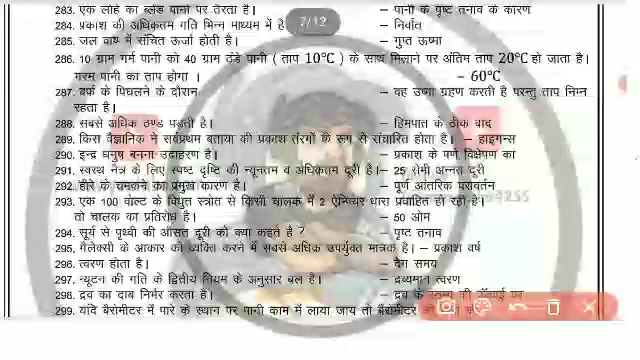 283. एक लोहे का ब्लेड पानी पर तैरता है। – पानी के पृष्ट तनाव के कारण
284. प्रकाश की अधिकतम गति भिन्न माध्यम में है – निर्वात
7/12
285. जल वाष्प में संचित ऊर्जा होती है। – गुप्त ऊष्मा
286. 10 ग्राम गर्म पानी को 40 ग्राम ठंडे पानी ( ताप 10°C ) के साथ मिलाने पर अंतिम ताप 20°C हो जाता है।
गरम पानी का ताप होगा । – 60°C
287. बर्फ के पिघलने के दौरान – वह उष्मा ग्रहण करती है परन्तु ताप निम्न
रहता है।
288. सबसे अधिक ठण्ड पड़ती है। – हिमपात के ठीक बाद
289. किस वैज्ञानिक ने सर्वप्रथम बताया की प्रकाश तंरगों के रूप से संचारित होता है। – हाइगन्स
290. इन्द्र धनुष बनना उदाहरण है। – प्रकाश के पूर्ण विक्षेपण का
291. स्वस्थ नेत्र के लिए स्पष्ट दृष्टि की न्यूनतम व अधिकतम दूरी है।– 25 सेमी अन्नत दूरी
292. हीरे के चमकने का प्रमुख कारण है। – पूर्ण आंतरिक परावर्तन
293. एक 100 वोल्ट के विधुत स्त्रोत से किसी चालक में 2 ऐम्पियर धारा प्रवाहित हो रही है।
तो चालक का प्रतिरोध है। – 50 ओम
294. सूर्य से पृथ्वी की औसत दूरी को क्या कहते है ? – पृष्ट तनाव
295. गैलेक्सी के आकार को व्यक्ति करने में सबसे अधिक उपर्युक्त मात्रक है। – प्रकाश वर्ष
296. त्वरण होता है। – वेग समय
297. न्यूटन की गति के द्वितीय नियम के अनुसार बल है। – द्रव्यमान त्वरण
298. द्रव का दाब निर्भर करता है। – द्रव के
299. यदि बैरोमीटर में पारे के स्थान पर पानी काम में लाया जाय तो बैरोमीटर